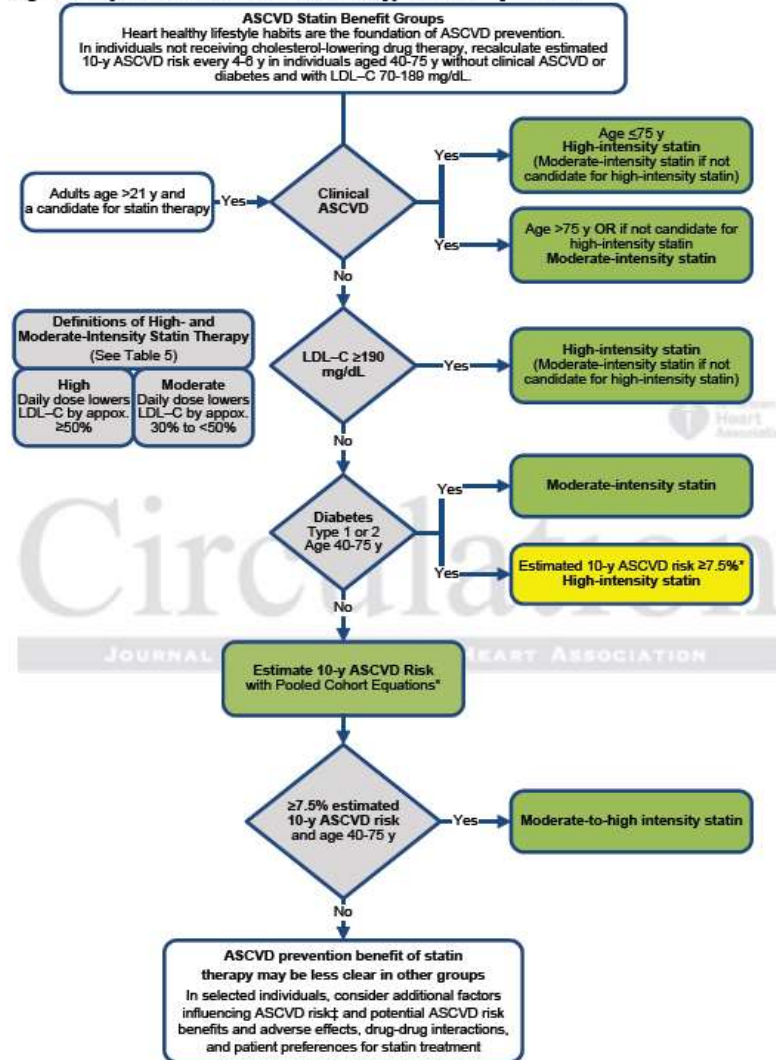 ASCVD Statin Benefit Groups
Heart healthy lifestyle habits are the foundation of ASCVD prevention.
In individuals not receiving cholesterol-lowering drug therapy, recalculate estimated
10-y ASCVD risk every 4-6 y in individuals aged 40-75 y without clinical ASCVD or
diabetes and with LDL–C 70-189 mg/dL.
Adults age >21 y and
a candidate for statin therapy
Yes
Clinical
ASCVD
Yes
Age ≤75 y
High-intensity statin
(Moderate-intensity statin if not
candidate for high-intensity statin)
Yes
Age >75 y OR if not candidate for
high-intensity statin
Moderate-intensity statin
No
Definitions of High- and
Moderate-Intensity Statin Therapy
(See Table 5)
High
Daily dose lowers
LDL–C by appox.
≥50%
Moderate
Daily dose lowers
LDL–C by appox.
30% to <50%
LDL–C ≥190
mg/dL
Yes
High-intensity statin
(Moderate-intensity statin if not
candidate for high-intensity statin)
Heart
Association
No
Diabetes
Type 1 or 2
Age 40-75 y
Yes
Moderate-intensity statin
Yes
Estimated 10-y ASCVD risk ≥7.5%*
High-intensity statin
Circulation
No
JOURNAL HEART ASSOCIATION
Estimate 10-y ASCVD Risk
with Pooled Cohort Equations*
≥7.5% estimated
10-y ASCVD risk
and age 40-75 y
Yes
Moderate-to-high intensity statin
No
ASCVD prevention benefit of statin
therapy may be less clear in other groups
In selected individuals, consider additional factors
influencing ASCVD risk‡ and potential ASCVD risk
benefits and adverse effects, drug-drug interactions,
and patient preferences for statin treatment